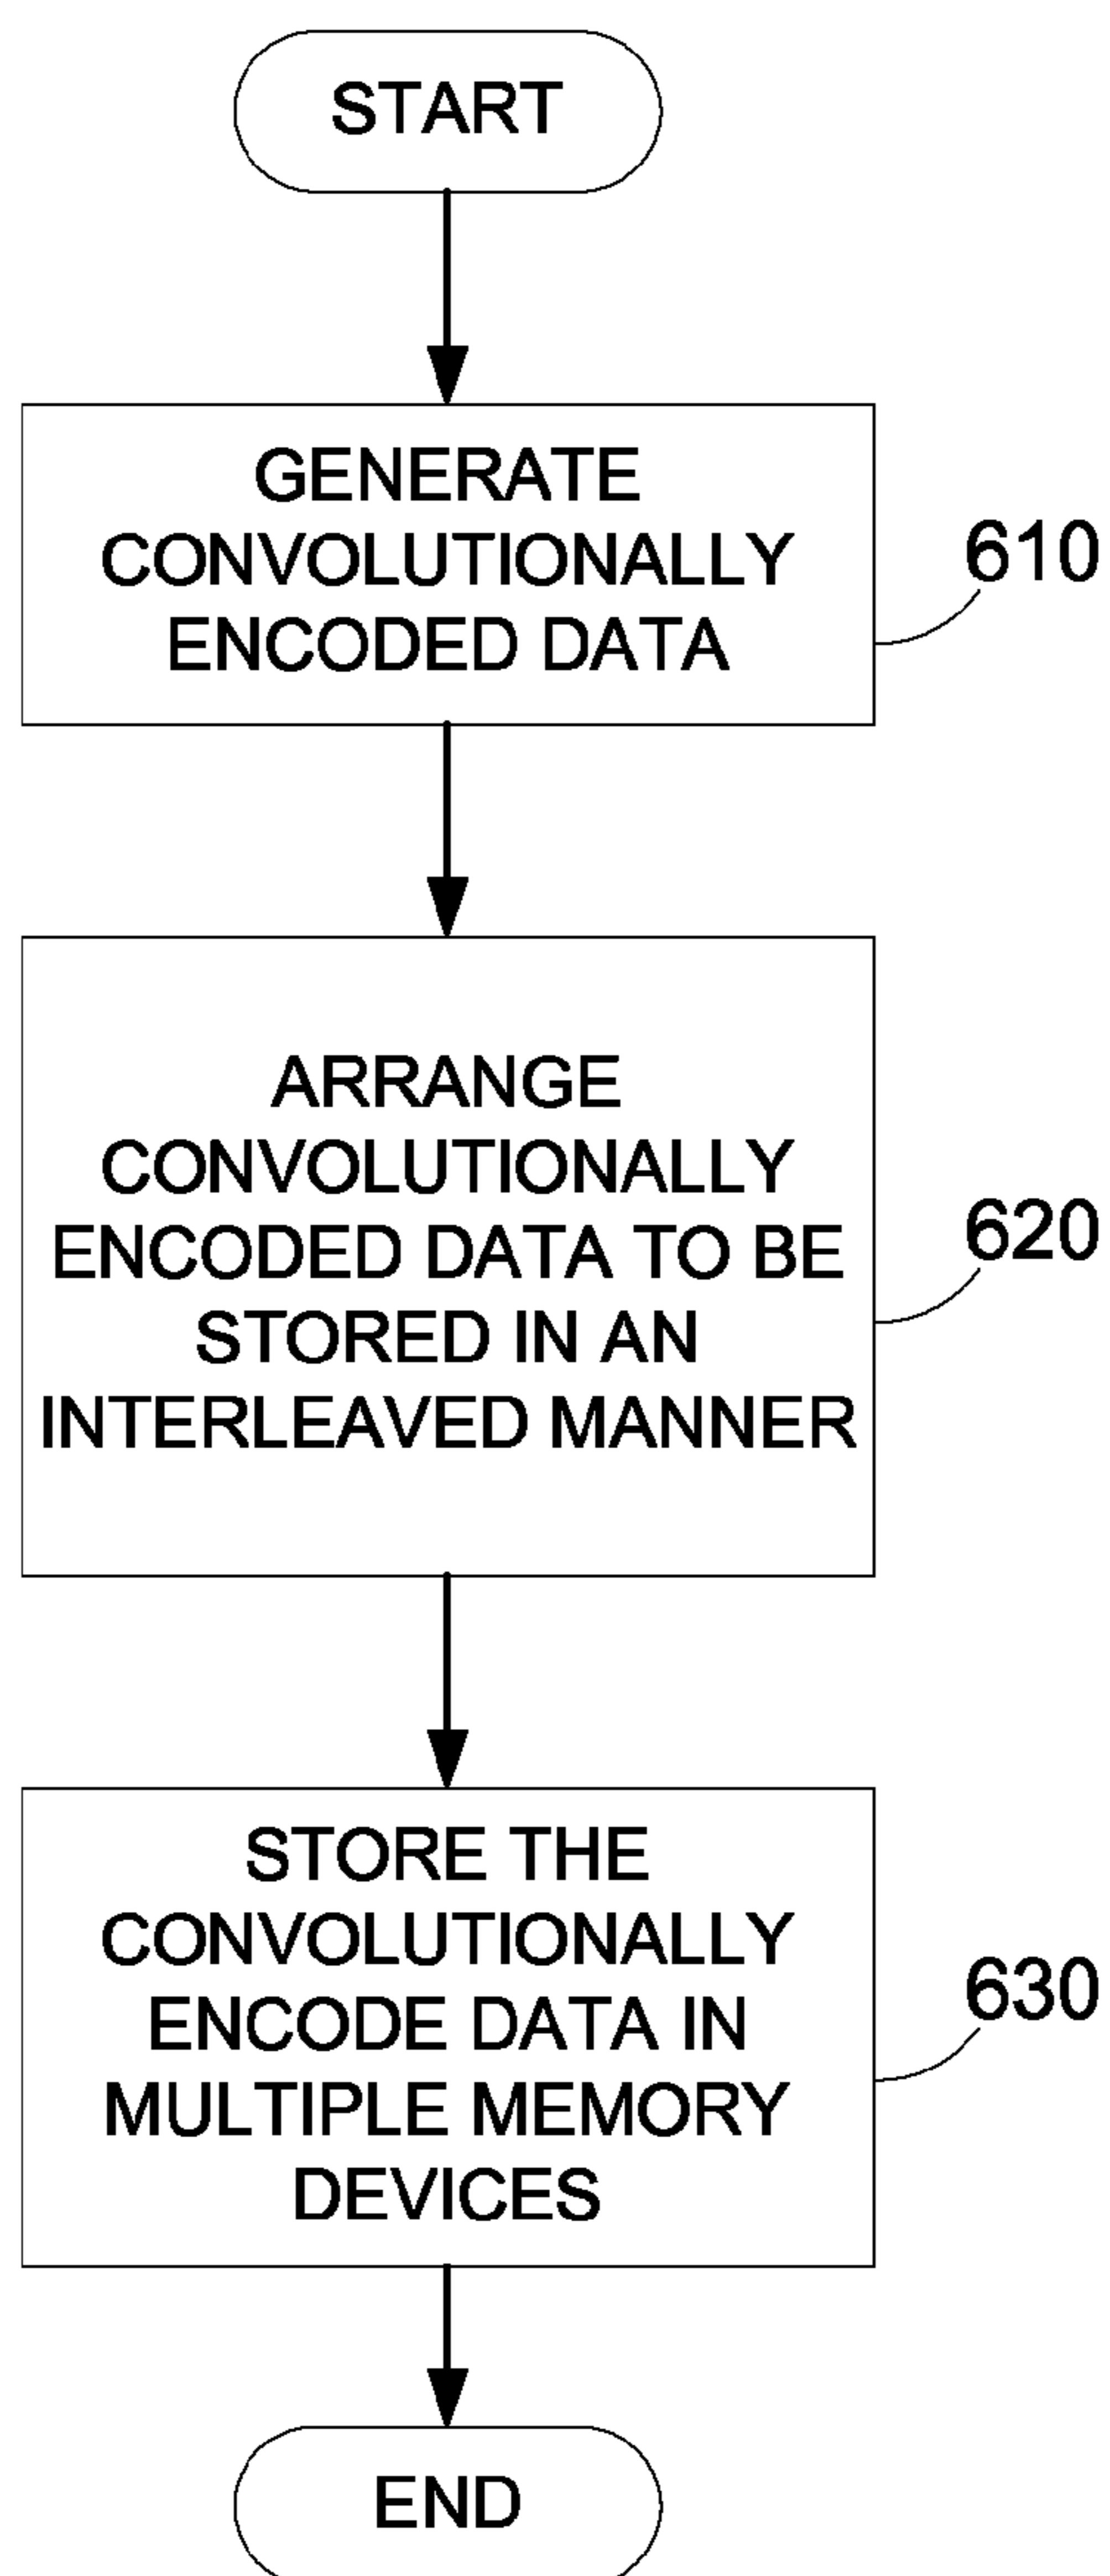 START
GENERATE
CONVOLUTIONALLY
ENCODED DATA
610
ARRANGE
CONVOLUTIONALLY
ENCODED DATA TO BE
STORED IN AN
INTERLEAVED MANNER
620
STORE THE
CONVOLUTIONALLY
ENCODE DATA IN
MULTIPLE MEMORY
DEVICES
630
END